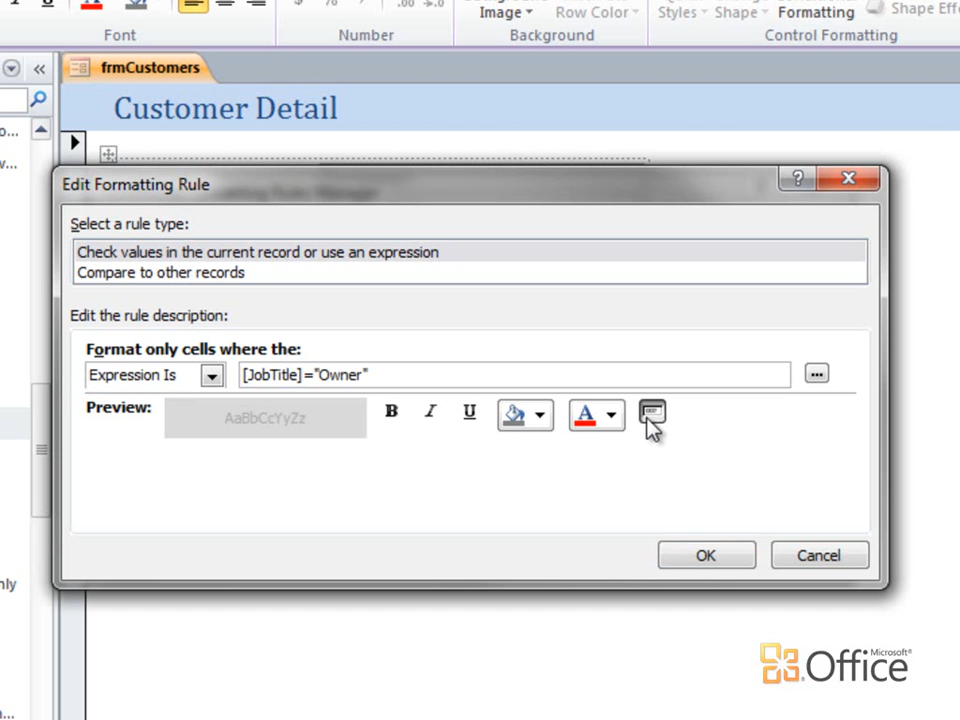 Image Row Color Styles Shape Formatting Shape Effe
Font Number Background Control Formatting
frmCustomers
Customer Detail
Edit Formatting Rule
Select a rule type:
Check values in the current record or use an expression
Compare to other records
Edit the rule description:
Format only cells where the:
Expression Is [JobTitle]="Owner"
Preview: AaBbCcYyZz B I U A
OK Cancel
Microsoft®
Office